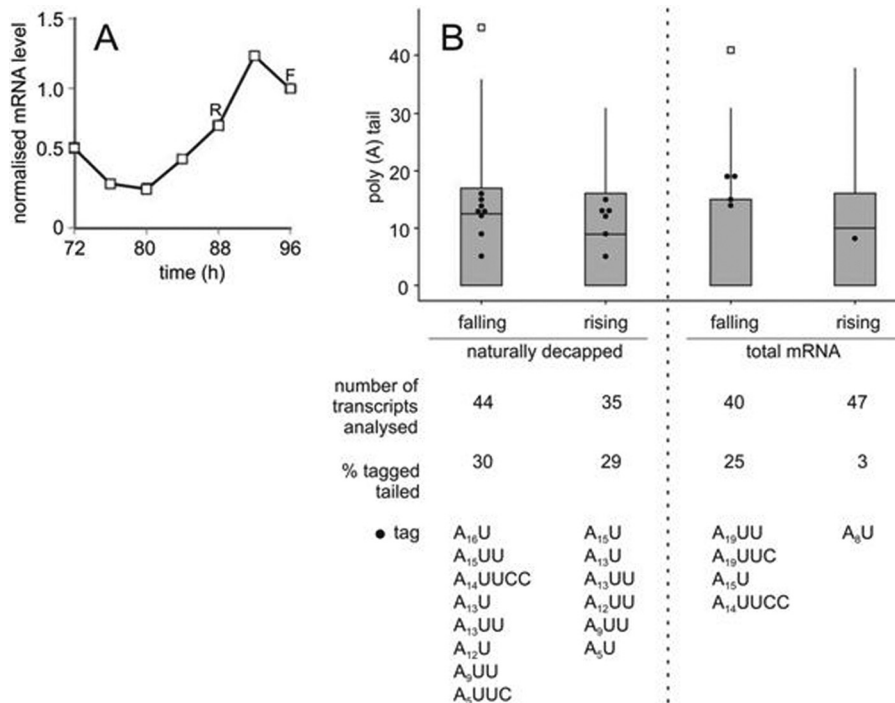 A
normalised mRNA level
1.5
1.0
0.5
0
R
F
72
80
88
96
time (h)
B
poly (A) tail
40
30
20
10
0
falling
rising
falling
rising
naturally decapped
total mRNA
number of
transcripts
analysed
44
35
40
47
% tagged
tailed
30
29
25
3
● tag
A₁₆U
A₁₅UU
A₁₄UUCC
A₁₃U
A₁₃UU
A₁₂U
A₉UU
A₅UUC
A₁₅U
A₁₃U
A₁₃UU
A₁₂UU
A₉UU
A₅U
A₁₉UU
A₁₉UUC
A₁₅U
A₁₄UUCC
A₈U